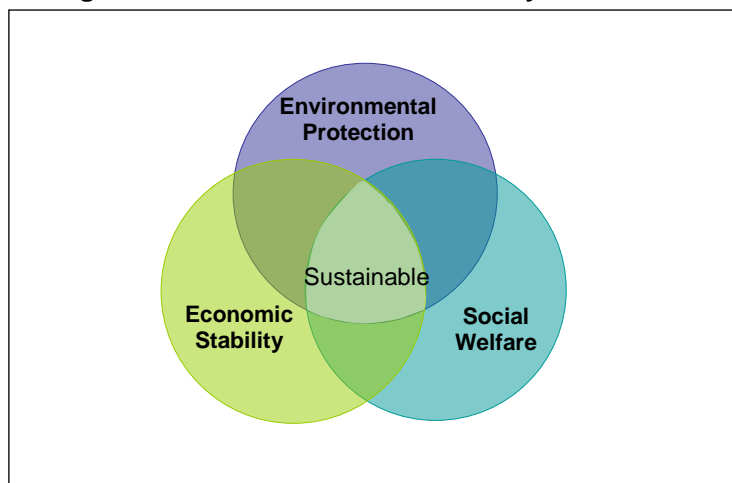 Environmental
Protection
Sustainable
Economic
Stability
Social
Welfare